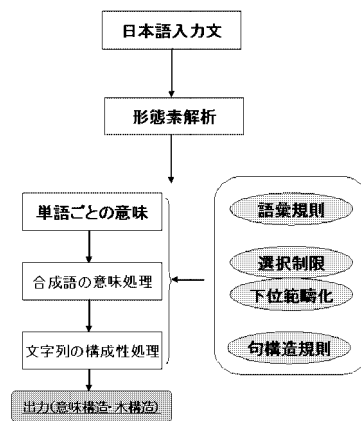 日本語入力文
形態素解析
単語ごとの意味
合成語の意味処理
文字列の構成性処理
出力(意味構造-木構造)
語彙規則
選択制限
下位範疇化
句構造規則